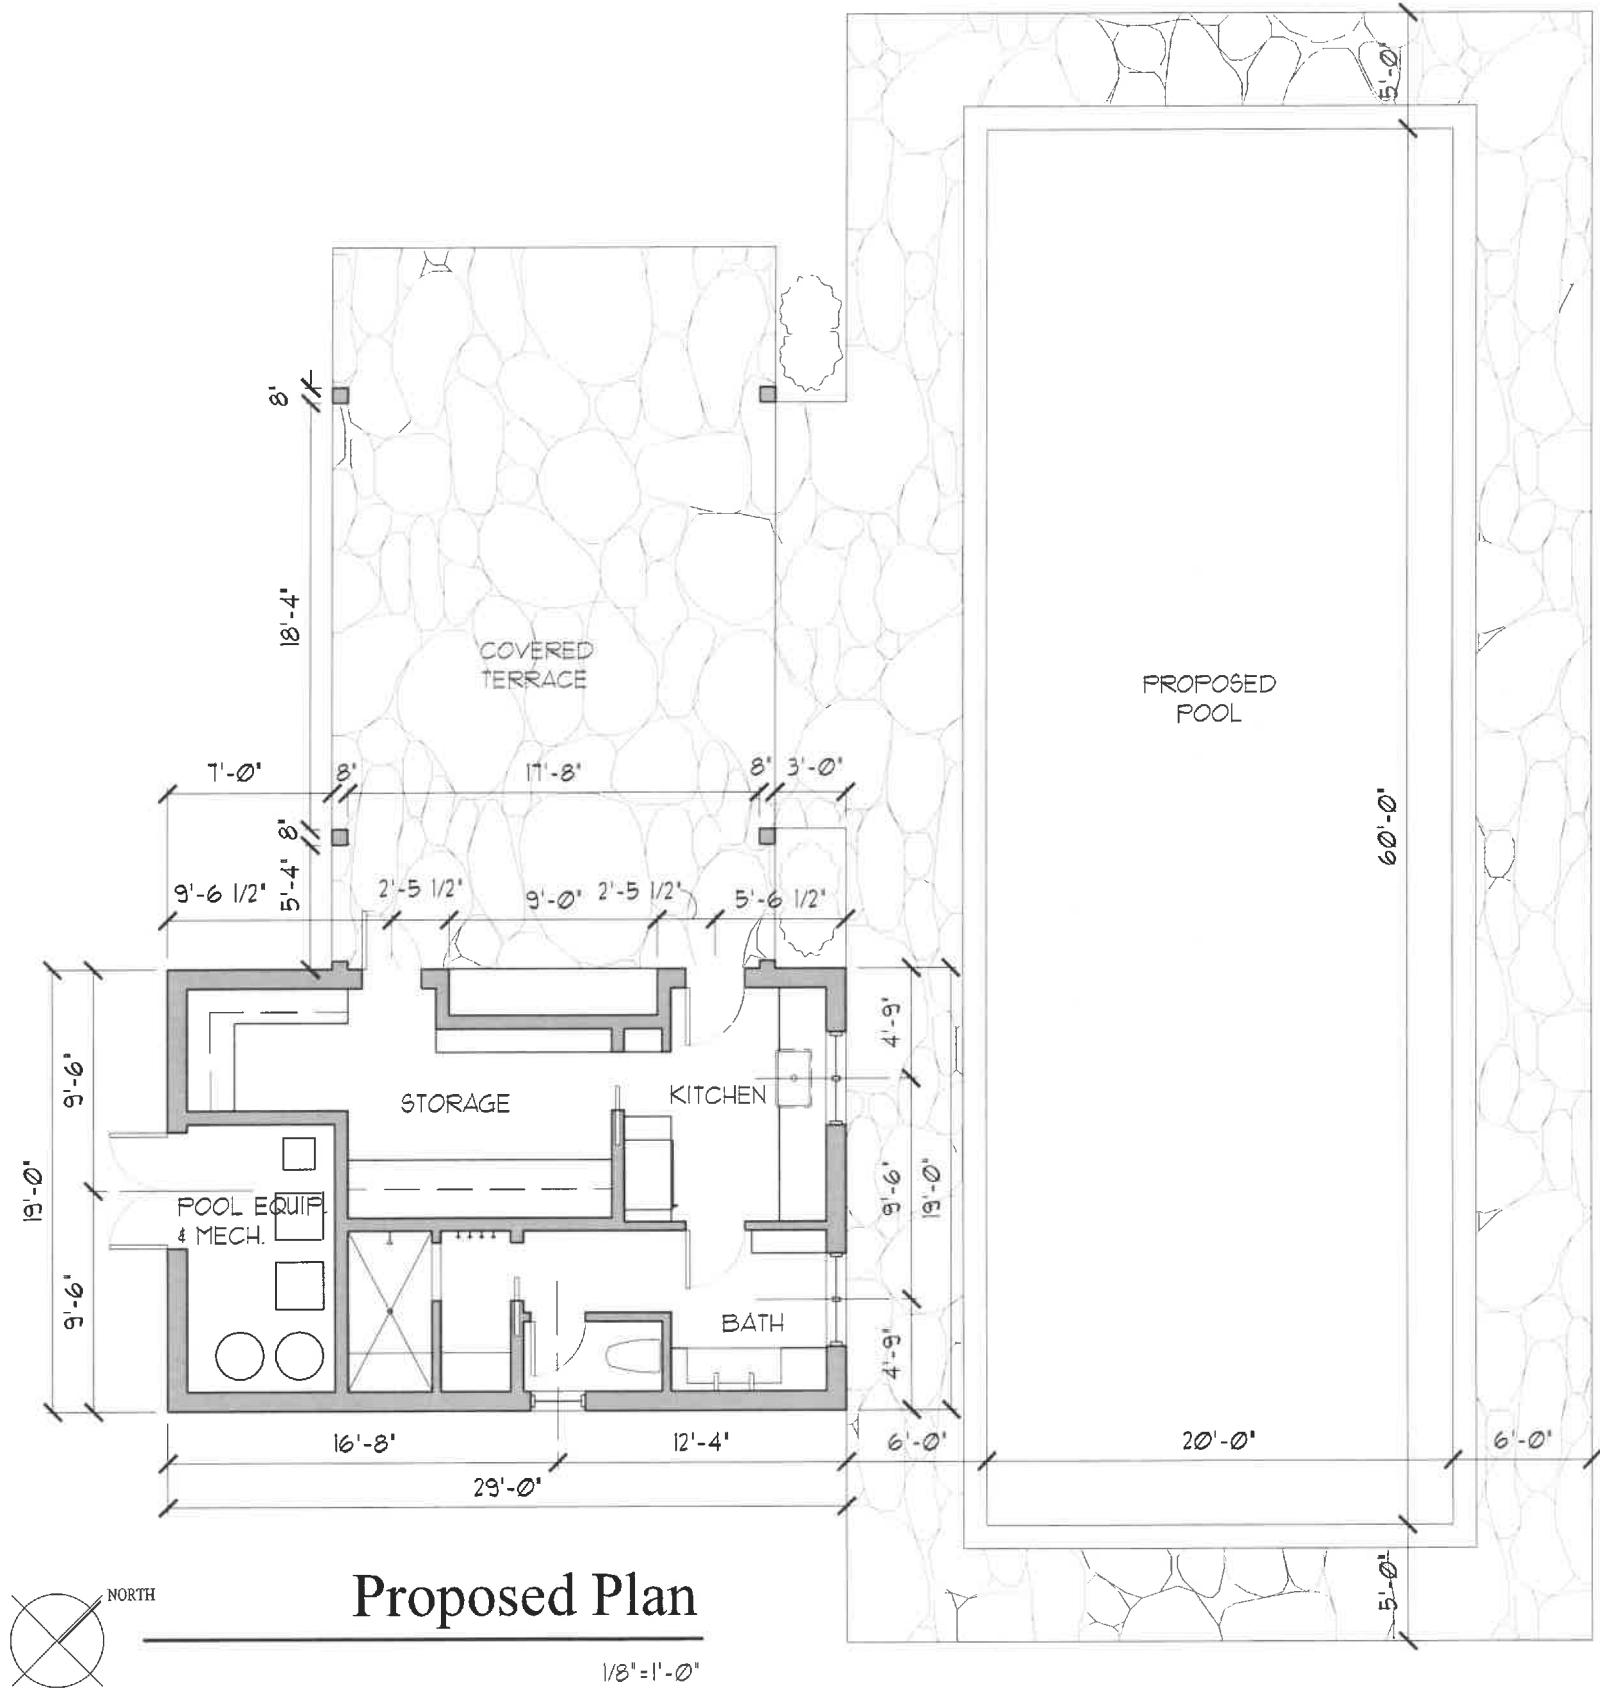 5'-0"
8'
18'-4"
COVERED
TERRACE
PROPOSED
POOL
7'-0"
8"
17'-8"
8"
3'-0"
60'-0"
8"
5'-4"
9'-6 1/2"
2'-5 1/2"
9'-0"
2'-5 1/2"
5'-6 1/2"
4'-9"
9'-6"
STORAGE
KITCHEN
19'-0"
9'-6"
19'-0"
POOL EQUIP.
& MECH.
9'-6"
BATH
4'-9"
16'-8"
12'-4"
6'-0"
20'-0"
6'-0"
29'-0"
5'-0"
NORTH
Proposed Plan
1/8"=1'-0"